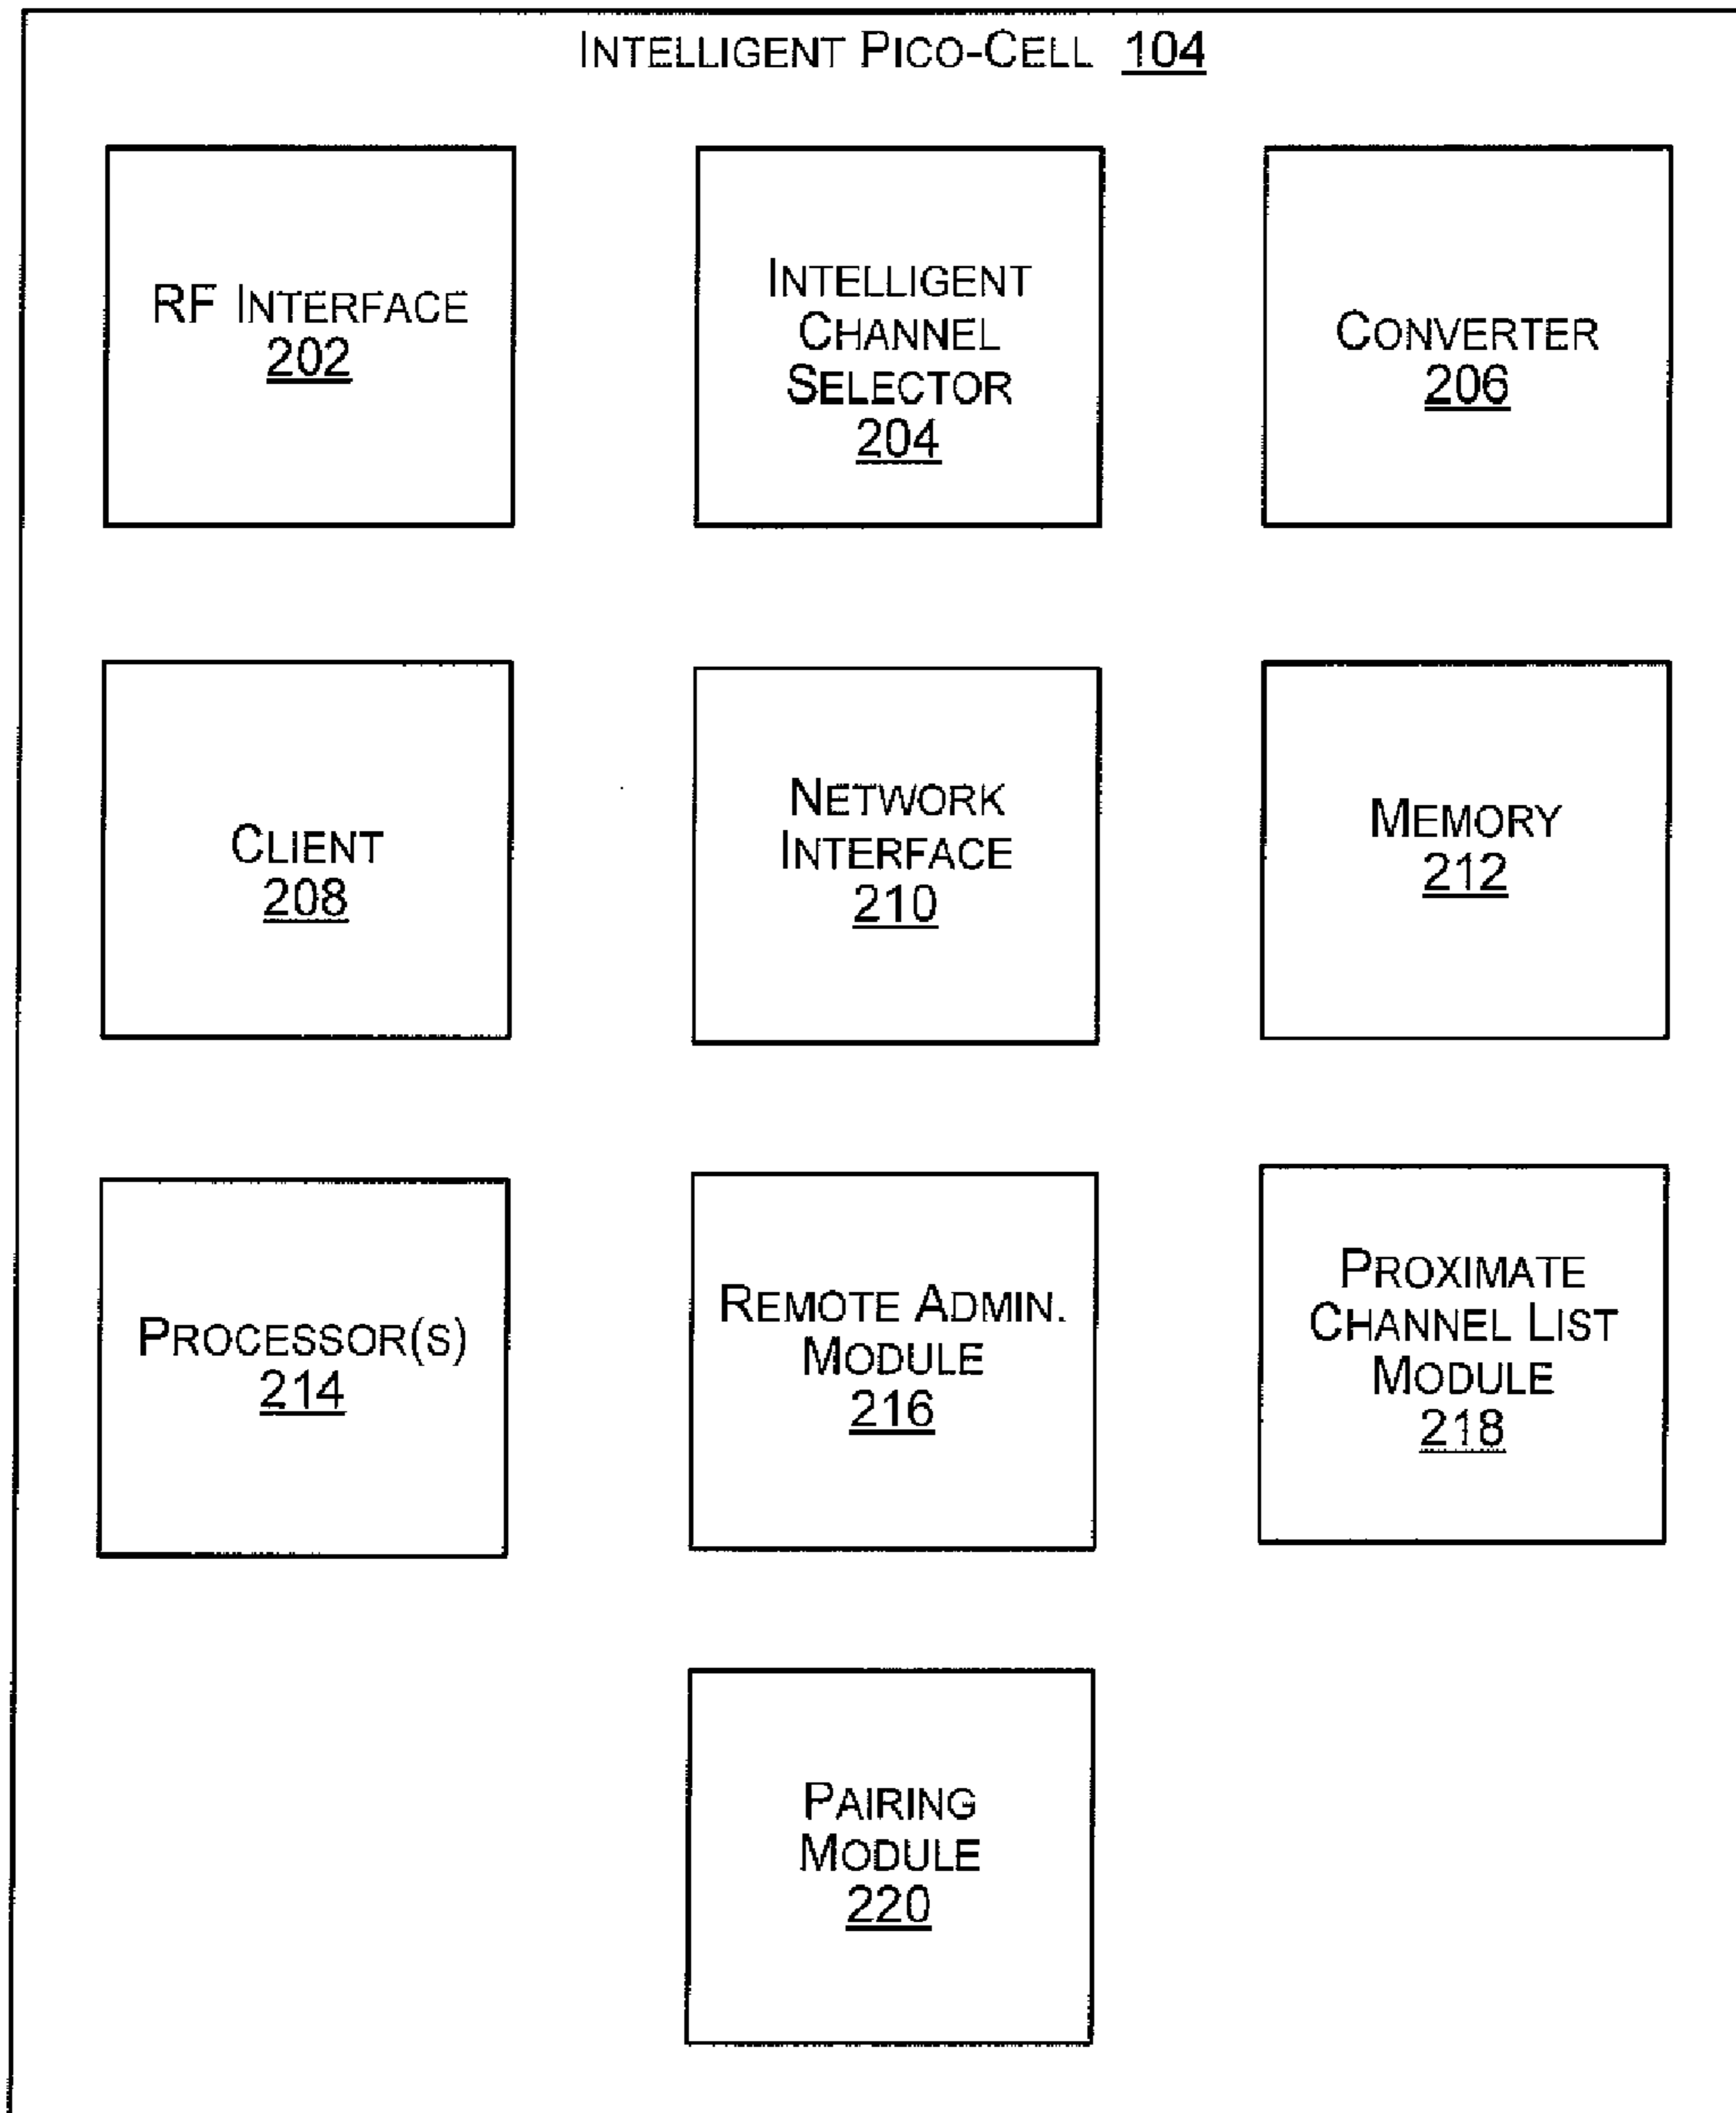 INTELLIGENT PICO-CELL 104
RF INTERFACE
202
INTELLIGENT
CHANNEL
SELECTOR
204
CONVERTER
206
CLIENT
208
NETWORK
INTERFACE
210
MEMORY
212
PROCESSOR(S)
214
REMOTE ADMIN.
MODULE
216
PROXIMATE
CHANNEL LIST
MODULE
218
PAIRING
MODULE
220